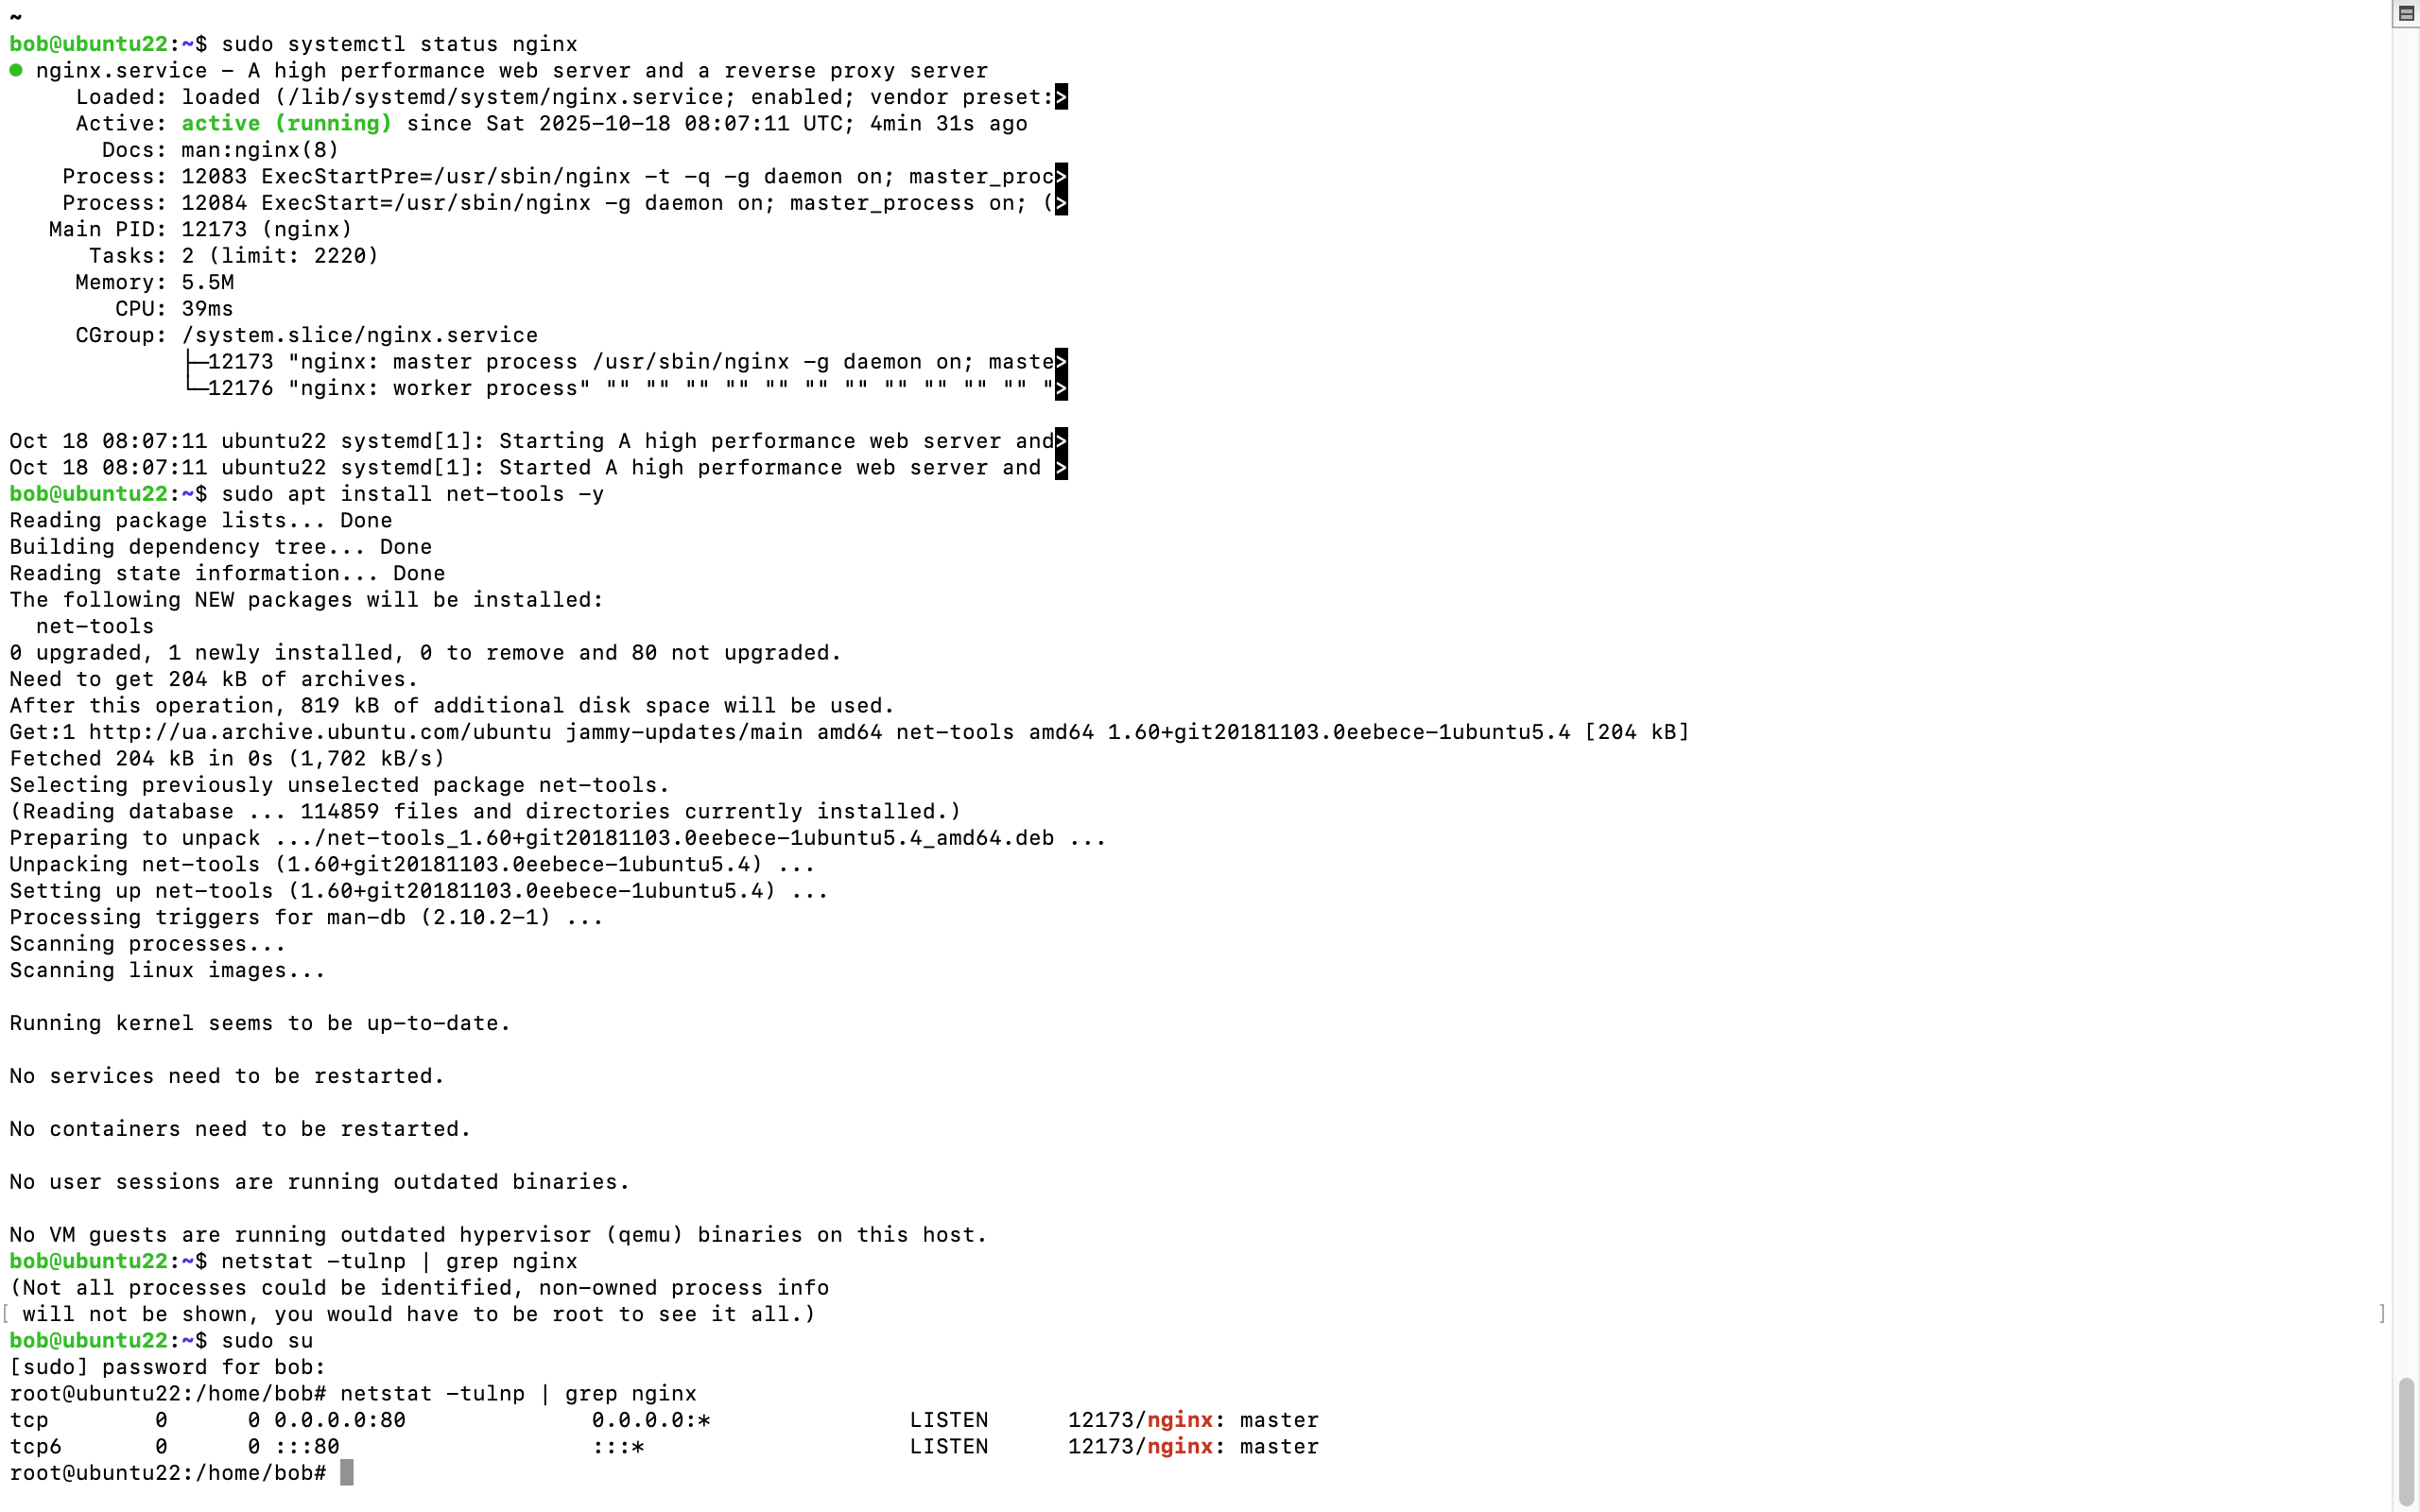 ~
bob@ubuntu22:~$ sudo systemctl status nginx
● nginx.service - A high performance web server and a reverse proxy server
     Loaded: loaded (/lib/systemd/system/nginx.service; enabled; vendor preset:>
     Active: active (running) since Sat 2025-10-18 08:07:11 UTC; 4min 31s ago
       Docs: man:nginx(8)
    Process: 12083 ExecStartPre=/usr/sbin/nginx -t -q -g daemon on; master_proc>
    Process: 12084 ExecStart=/usr/sbin/nginx -g daemon on; master_process on; (>
   Main PID: 12173 (nginx)
      Tasks: 2 (limit: 2220)
     Memory: 5.5M
        CPU: 39ms
     CGroup: /system.slice/nginx.service
             ├─12173 "nginx: master process /usr/sbin/nginx -g daemon on; maste>
             └─12176 "nginx: worker process" "" "" "" "" "" "" "" "" "" "" "" ">

Oct 18 08:07:11 ubuntu22 systemd[1]: Starting A high performance web server and>
Oct 18 08:07:11 ubuntu22 systemd[1]: Started A high performance web server and >
bob@ubuntu22:~$ sudo apt install net-tools -y
Reading package lists... Done
Building dependency tree... Done
Reading state information... Done
The following NEW packages will be installed:
  net-tools
0 upgraded, 1 newly installed, 0 to remove and 80 not upgraded.
Need to get 204 kB of archives.
After this operation, 819 kB of additional disk space will be used.
Get:1 http://ua.archive.ubuntu.com/ubuntu jammy-updates/main amd64 net-tools amd64 1.60+git20181103.0eebece-1ubuntu5.4 [204 kB]
Fetched 204 kB in 0s (1,702 kB/s)
Selecting previously unselected package net-tools.
(Reading database ... 114859 files and directories currently installed.)
Preparing to unpack .../net-tools_1.60+git20181103.0eebece-1ubuntu5.4_amd64.deb ...
Unpacking net-tools (1.60+git20181103.0eebece-1ubuntu5.4) ...
Setting up net-tools (1.60+git20181103.0eebece-1ubuntu5.4) ...
Processing triggers for man-db (2.10.2-1) ...
Scanning processes...
Scanning linux images...

Running kernel seems to be up-to-date.

No services need to be restarted.

No containers need to be restarted.

No user sessions are running outdated binaries.

No VM guests are running outdated hypervisor (qemu) binaries on this host.
bob@ubuntu22:~$ netstat -tulnp | grep nginx
(Not all processes could be identified, non-owned process info
[ will not be shown, you would have to be root to see it all.) ]
bob@ubuntu22:~$ sudo su
[sudo] password for bob:
root@ubuntu22:/home/bob# netstat -tulnp | grep nginx
tcp        0      0 0.0.0.0:80              0.0.0.0:*               LISTEN      12173/nginx: master
tcp6       0      0 :::80                   :::*                    LISTEN      12173/nginx: master
root@ubuntu22:/home/bob#